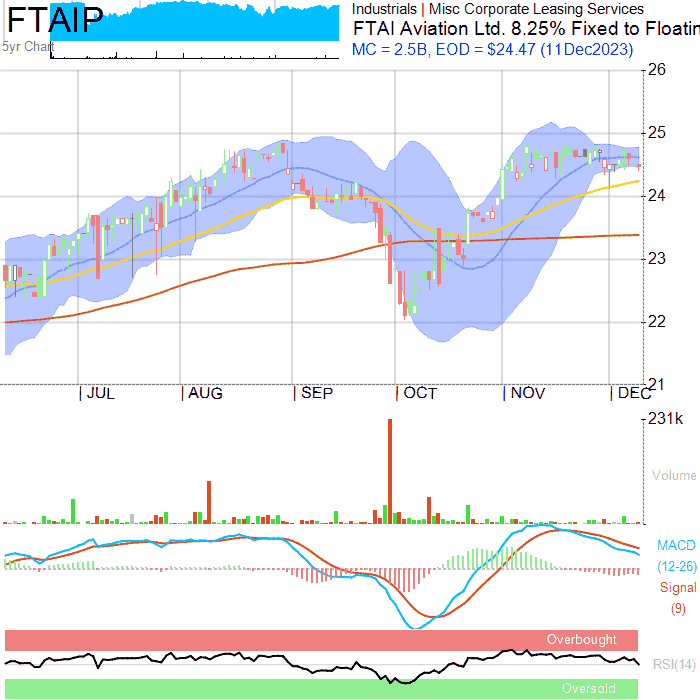 FTAIP
5yr Chart
Industrials | Misc Corporate Leasing Services
FTAI Aviation Ltd. 8.25% Fixed to Floatin
MC = 2.5B, EOD = $24.47 (11Dec2023)
26
25
24
23
22
21
JUL AUG SEP OCT NOV DEC
231k
Volume
MACD
(12-26)
Signal
(9)
Overbought
RSI(14)
Oversold